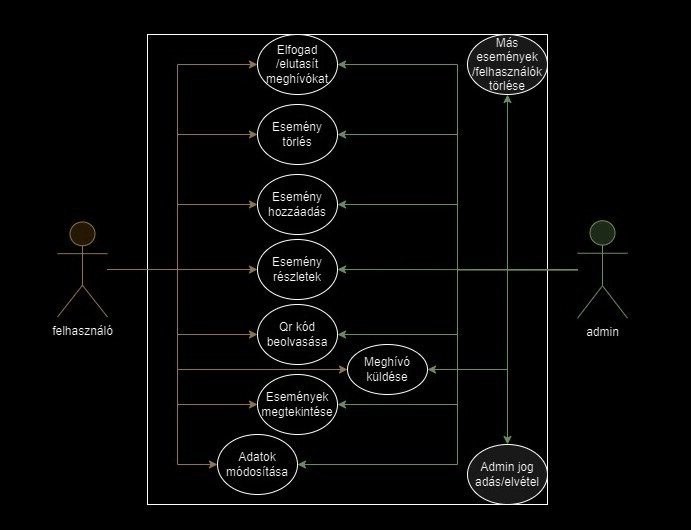 Elfogad
/elutasít
meghívókat
Más
események
/felhasználók
törlése
Esemény
törlés
Esemény
hozzáadás
Esemény
részletek
felhasználó
admin
Qr kód
beolvasása
Meghívó
küldése
Események
megtekintése
Adatok
módosítása
Admin jog
adás/elvétel